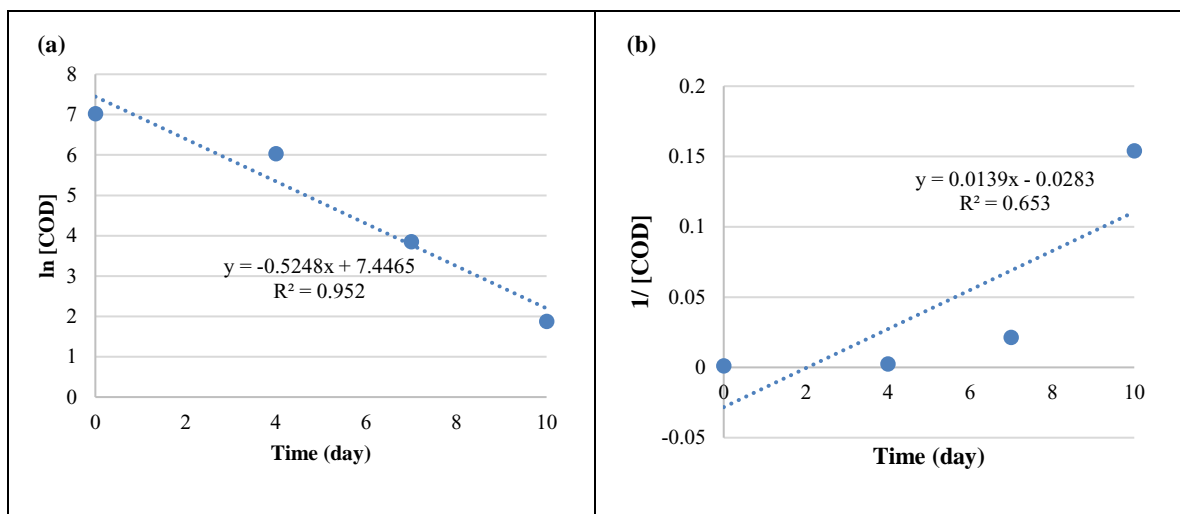 (a)
8
7
6
5
4
3
2
1
0
ln [COD]
y = -0.5248x + 7.4465
R² = 0.952
0 2 4 6 8 10
Time (day)
(b)
0.2
0.15
0.1
0.05
0
-0.05
1/ [COD]
y = 0.0139x - 0.0283
R² = 0.653
0 2 4 6 8 10
Time (day)